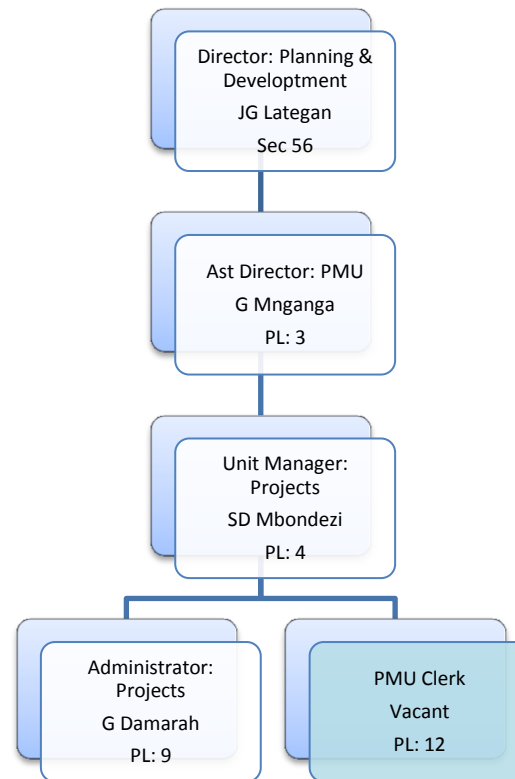 Director: Planning &
Developtment
JG Lategan
Sec 56
Ast Director: PMU
G Mnganga
PL: 3
Unit Manager:
Projects
SD Mbondezi
PL: 4
Administrator:
Projects
G Damarah
PL: 9
PMU Clerk
Vacant
PL: 12